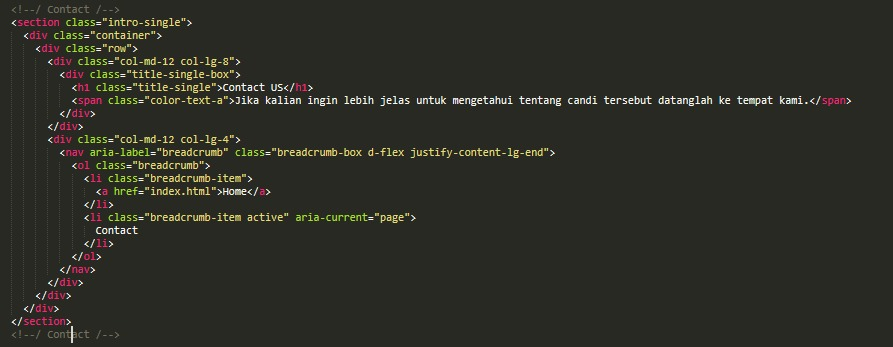 <!--/ Contact /-->
<section class="intro-single">
<div class="container">
<div class="row">
<div class="col-md-12 col-lg-8">
<div class="title-single-box">
<h1 class="title-single">Contact US</h1>
<span class="color-text-a">Jika kalian ingin lebih jelas untuk mengetahui tentang candi tersebut datanglah ke tempat kami.</span>
</div>
</div>
<div class="col-md-12 col-lg-4">
<nav aria-label="breadcrumb" class="breadcrumb-box d-flex justify-content-lg-end">
<ol class="breadcrumb">
<li class="breadcrumb-item">
<a href="index.html">Home</a>
</li>
<li class="breadcrumb-item active" aria-current="page">
Contact
</li>
</ol>
</nav>
</div>
</div>
</div>
</section>
<!--/ Contact /-->